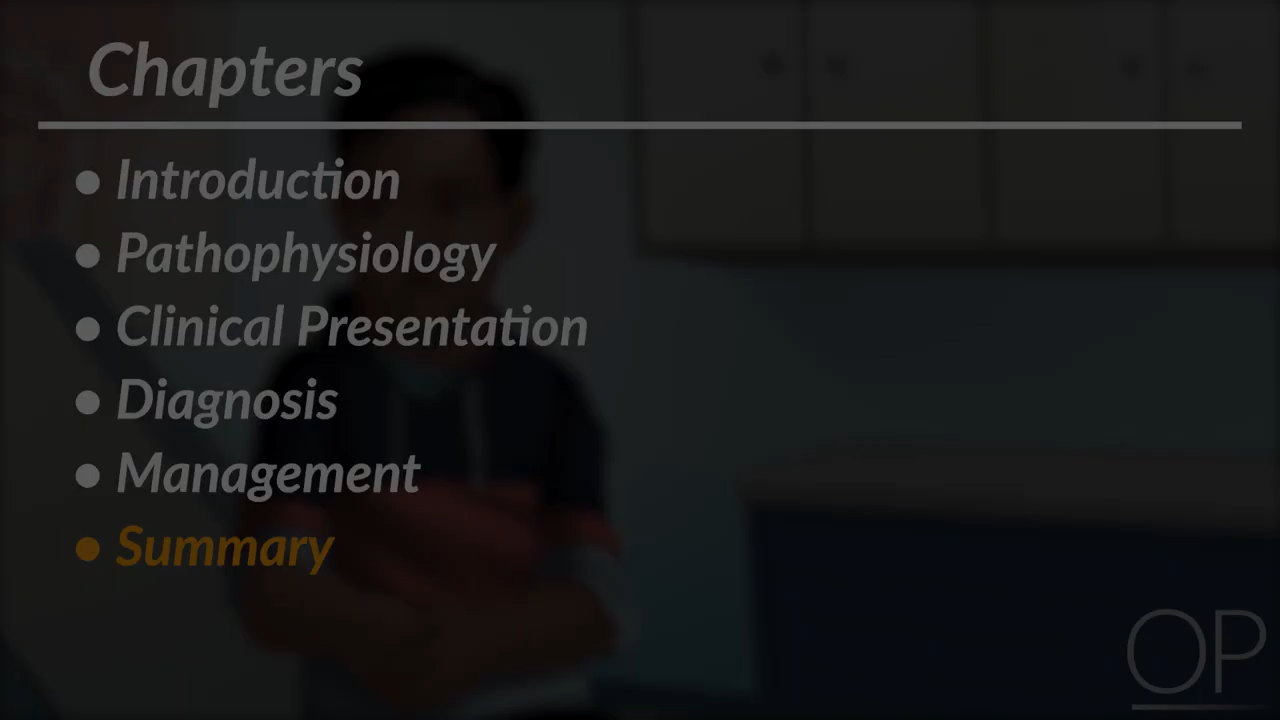 Chapters
• Introduction
• Pathophysiology
• Clinical Presentation
• Diagnosis
• Management
• Summary
OP